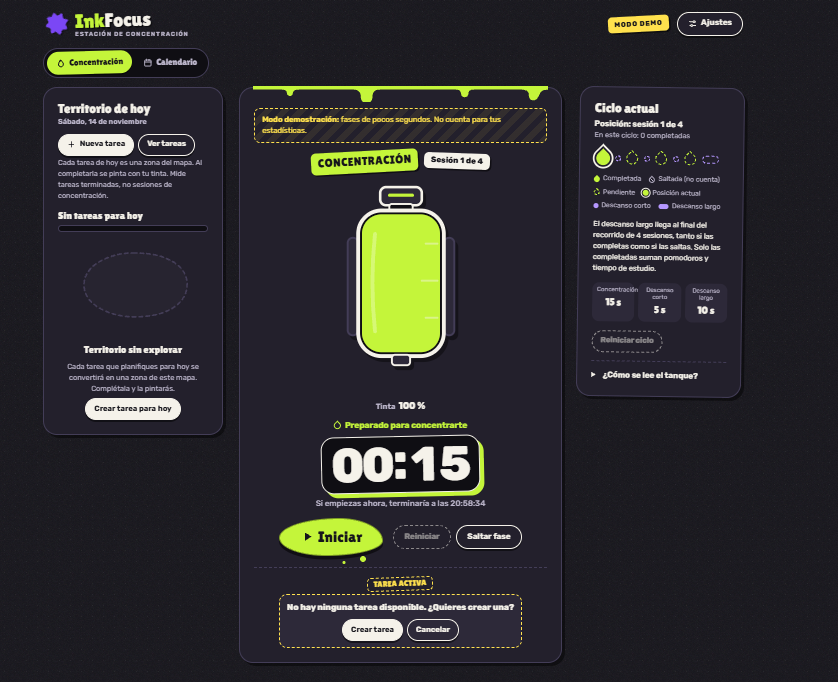 InkFocus
ESTACIÓN DE CONCENTRACIÓN
MODO DEMO
Ajustes
Concentración
Calendario
Territorio de hoy
Sábado, 14 de noviembre
+ Nueva tarea
Ver tareas
Cada tarea de hoy es una zona del mapa. Al
completarla se pinta con tu tinta. Mide
tareas terminadas, no sesiones de
concentración.
Sin tareas para hoy
Territorio sin explorar
Cada tarea que planifiques para hoy se
convertirá en una zona de este mapa.
Complétala y la pintarás.
Crear tarea para hoy
Modo demostración: fases de pocos segundos. No cuenta para tus
estadísticas.
CONCENTRACIÓN
Sesión 1 de 4
Tinta 100 %
Preparado para concentrarte
00:15
Si empiezas ahora, terminaría a las 20:58:34
Iniciar
Reiniciar
Saltar fase
TAREA ACTIVA
No hay ninguna tarea disponible. ¿Quieres crear una?
Crear tarea
Cancelar
Ciclo actual
Posición: sesión 1 de 4
En este ciclo: 0 completadas
Completada
Saltada (no cuenta)
Pendiente
Posición actual
Descanso corto
Descanso largo
El descanso largo llega al final del
recorrido de 4 sesiones, tanto si las
completas como si las saltas. Solo las
completadas suman pomodoros y
tiempo de estudio.
Concentración
15 s
Descanso
corto
5 s
Descanso
largo
10 s
Reiniciar ciclo
¿Cómo se lee el tanque?